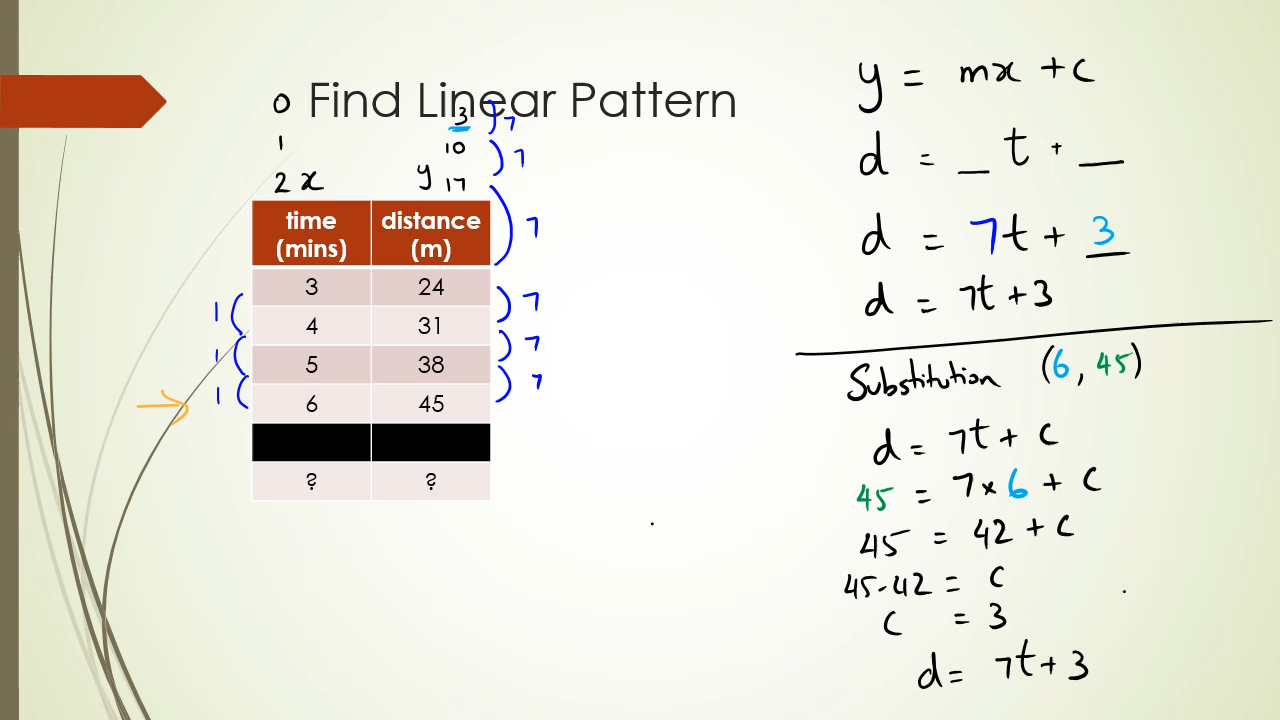 Find Linear Pattern
0 3 ) 7
1 10 ) 7
2 x y 17
time (mins) distance (m) ) 7
3 24
1 ( ) 7
4 31
1 ( ) 7
5 38
1 ( ) 7
6 45
? ?
y = mx + c
d = _ t + _
d = 7t + 3
d = 7t + 3
Substitution (6, 45)
d = 7t + c
45 = 7 × 6 + c
45 = 42 + c
45 - 42 = c
c = 3
d = 7t + 3